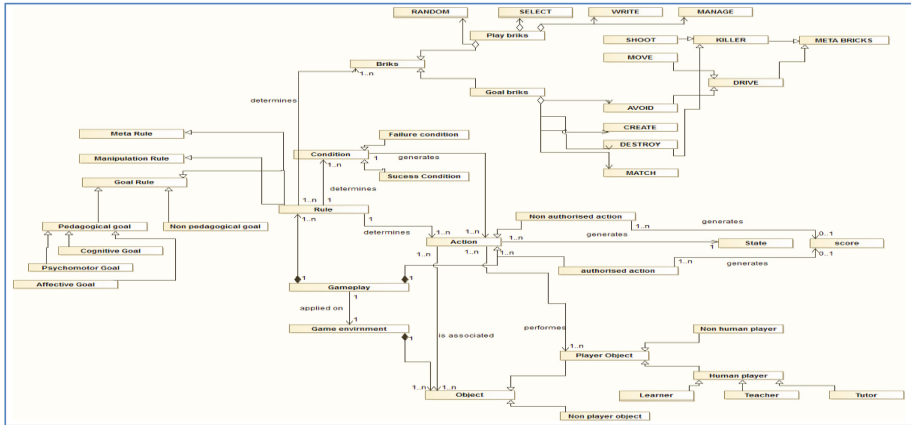 RANDOM
SELECT
WRITE
MANAGE
Play briks
SHOOT
KILLER
META BRICKS
MOVE
Briks
1..n
DRIVE
Goal briks
determines
AVOID
CREATE
Meta Rule
Failure condition
DESTROY
Manipulation Rule
Condition
1
generates
MATCH
Goal Rule
1..n
Sucess Condition
determines
Rule
1
1..n
1
Non authorised action
Pedagogical goal
Non pedagogical goal
determines
1..n
1..n
1..n
generates
Action
1..n
generates
State
0..1
score
Cognitive Goal
1..n
1..n
1..n
1
0..1
Psychomotor Goal
authorised action
generates
1..n
Affective Goal
1
Gameplay
1
applied on
1
Game envirnment
1
1
is associated
performes
Non human player
1..n
Player Object
Human player
1..n
1..n
Object
Learner
Teacher
Tutor
Non player object